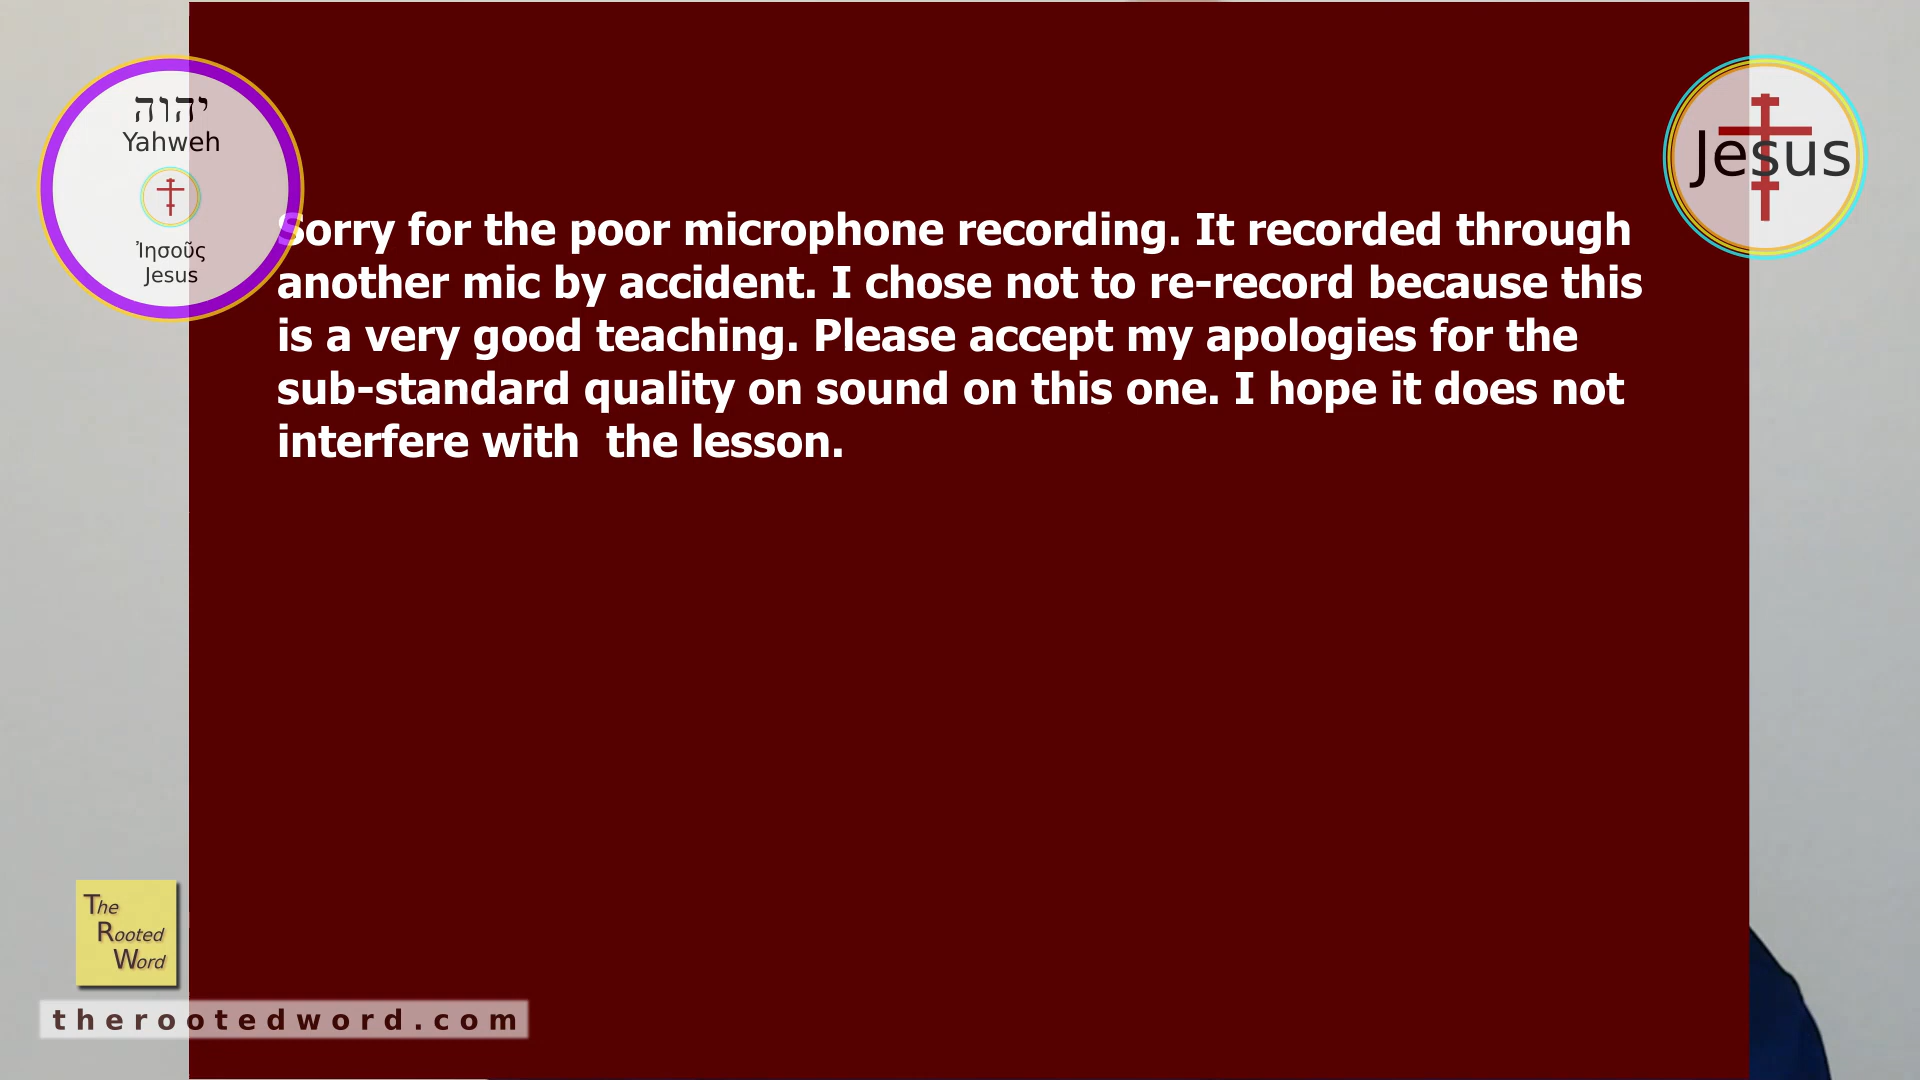 יהוה
Yahweh
Ἰησοῦς
Jesus
Jesus
Sorry for the poor microphone recording. It recorded through
another mic by accident. I chose not to re-record because this
is a very good teaching. Please accept my apologies for the
sub-standard quality on sound on this one. I hope it does not
interfere with  the lesson.
The
Rooted
Word
therootedword.com